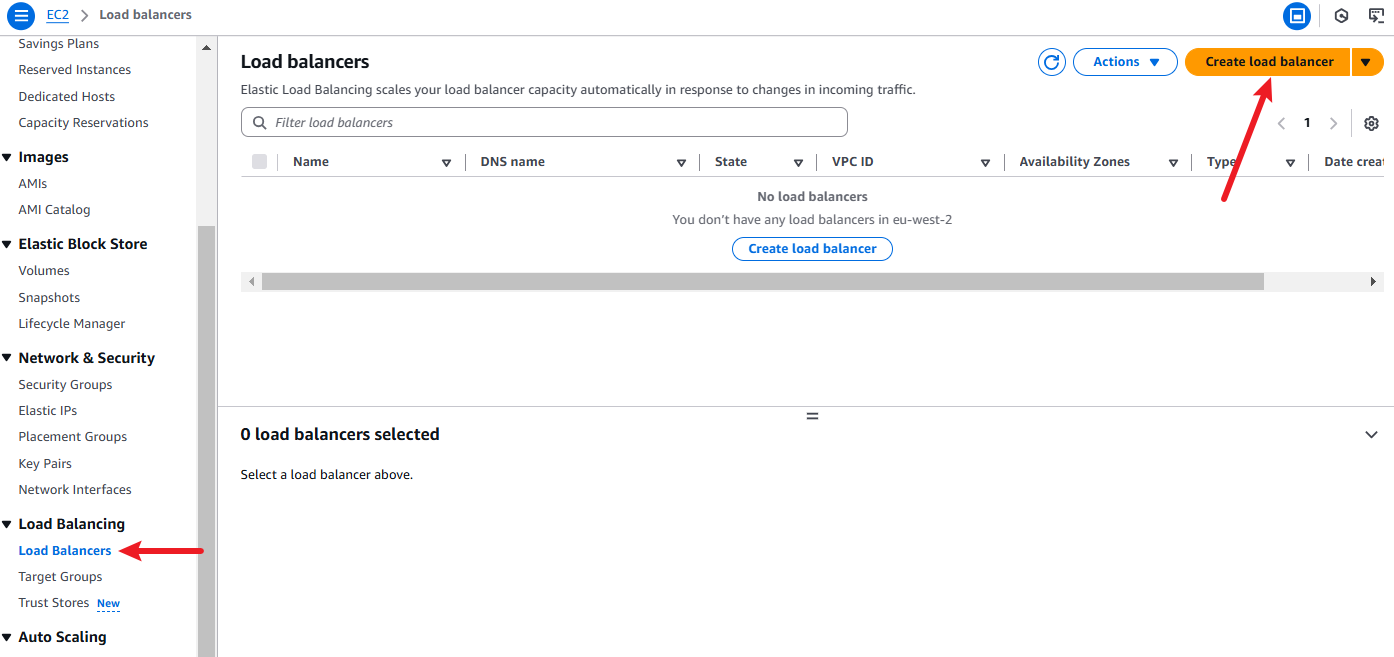 EC2 > Load balancers
Savings Plans
Reserved Instances
Dedicated Hosts
Capacity Reservations
Images
AMIs
AMI Catalog
Elastic Block Store
Volumes
Snapshots
Lifecycle Manager
Network & Security
Security Groups
Elastic IPs
Placement Groups
Key Pairs
Network Interfaces
Load Balancing
Load Balancers
Target Groups
Trust Stores New
Auto Scaling
Load balancers
Actions
Create load balancer
Elastic Load Balancing scales your load balancer capacity automatically in response to changes in incoming traffic.
Filter load balancers
1
Name DNS name State VPC ID Availability Zones Type Date creat
No load balancers
You don’t have any load balancers in eu-west-2
Create load balancer
0 load balancers selected
Select a load balancer above.